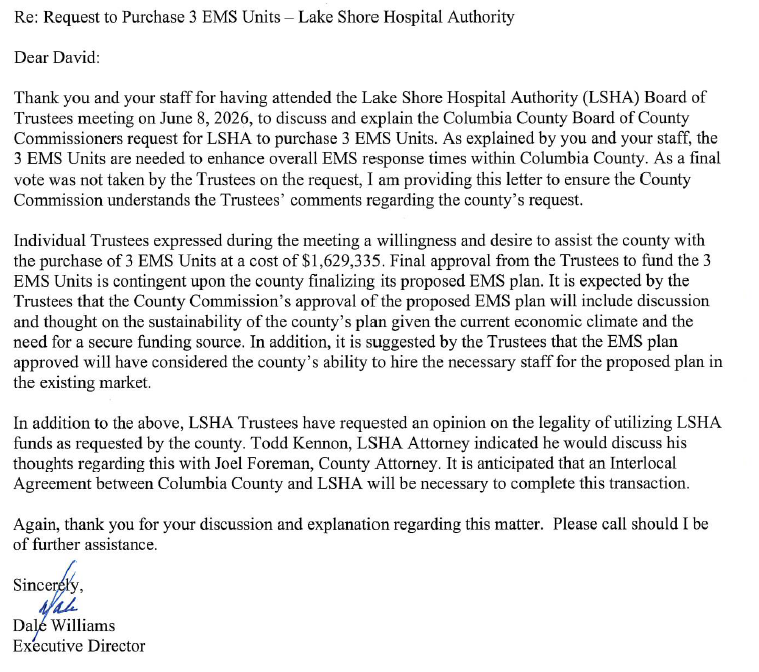 Re: Request to Purchase 3 EMS Units – Lake Shore Hospital Authority
Dear David:
Thank you and your staff for having attended the Lake Shore Hospital Authority (LSHA) Board of
Trustees meeting on June 8, 2026, to discuss and explain the Columbia County Board of County
Commissioners request for LSHA to purchase 3 EMS Units. As explained by you and your staff, the
3 EMS Units are needed to enhance overall EMS response times within Columbia County. As a final
vote was not taken by the Trustees on the request, I am providing this letter to ensure the County
Commission understands the Trustees' comments regarding the county's request.
Individual Trustees expressed during the meeting a willingness and desire to assist the county with
the purchase of 3 EMS Units at a cost of $1,629,335. Final approval from the Trustees to fund the 3
EMS Units is contingent upon the county finalizing its proposed EMS plan. It is expected by the
Trustees that the County Commission's approval of the proposed EMS plan will include discussion
and thought on the sustainability of the county's plan given the current economic climate and the
need for a secure funding source. In addition, it is suggested by the Trustees that the EMS plan
approved will have considered the county's ability to hire the necessary staff for the proposed plan in
the existing market.
In addition to the above, LSHA Trustees have requested an opinion on the legality of utilizing LSHA
funds as requested by the county. Todd Kennon, LSHA Attorney indicated he would discuss his
thoughts regarding this with Joel Foreman, County Attorney. It is anticipated that an Interlocal
Agreement between Columbia County and LSHA will be necessary to complete this transaction.
Again, thank you for your discussion and explanation regarding this matter.  Please call should I be
of further assistance.
Sincerely,
Dale
Dale Williams
Executive Director